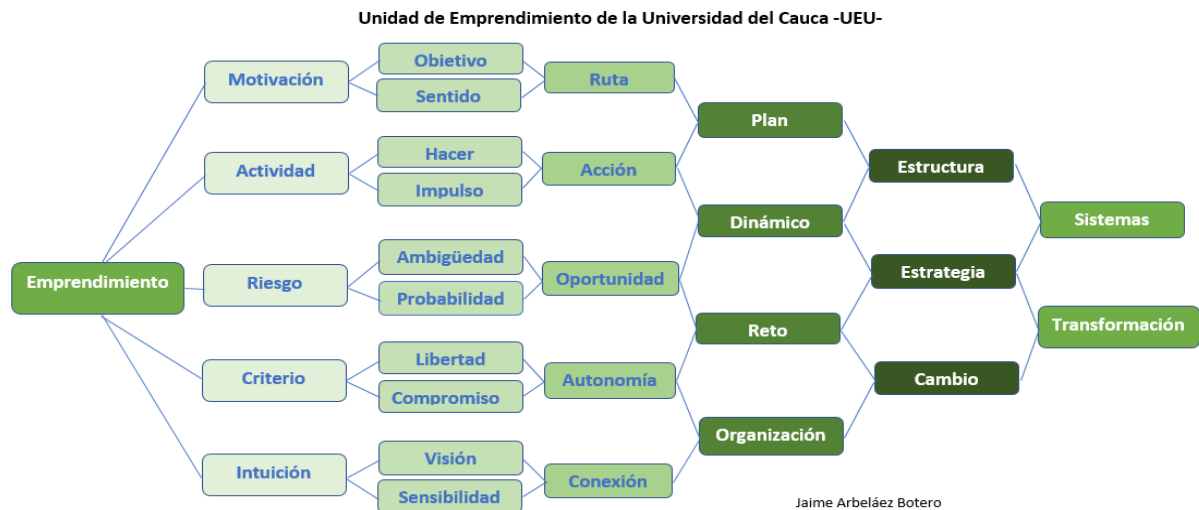 Unidad de Emprendimiento de la Universidad del Cauca -UEU-
Emprendimiento
Motivación
Actividad
Riesgo
Criterio
Intuición
Objetivo
Sentido
Hacer
Impulso
Ambigüedad
Probabilidad
Libertad
Compromiso
Visión
Sensibilidad
Ruta
Acción
Oportunidad
Autonomía
Conexión
Plan
Dinámico
Reto
Organización
Estructura
Estrategia
Cambio
Sistemas
Transformación
Jaime Arbeláez Botero